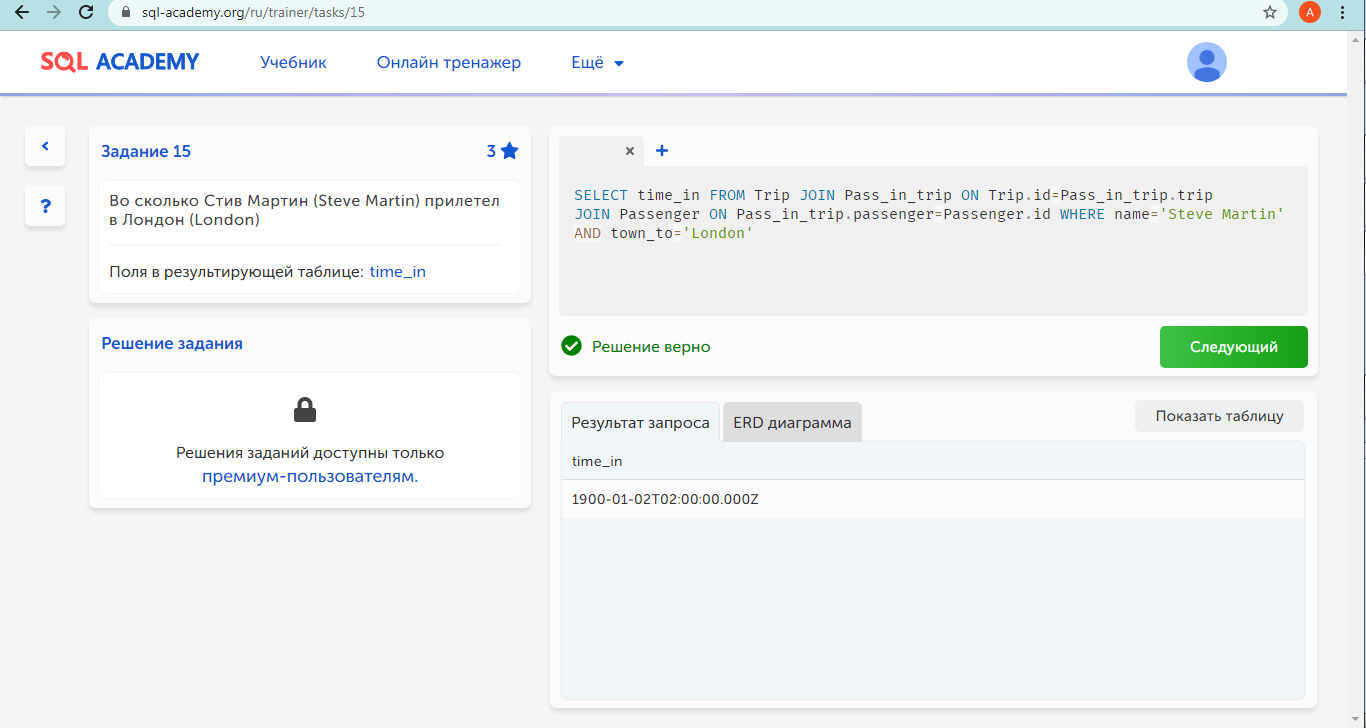 sql-academy.org/ru/trainer/tasks/15
A
SQL ACADEMY
Учебник
Онлайн тренажер
Ещё
Задание 15
3
Во сколько Стив Мартин (Steve Martin) прилетел
в Лондон (London)
Поля в результирующей таблице: time_in
?
Решение задания
Решения заданий доступны только
премиум-пользователям.
SELECT time_in FROM Trip JOIN Pass_in_trip ON Trip.id=Pass_in_trip.trip
JOIN Passenger ON Pass_in_trip.passenger=Passenger.id WHERE name='Steve Martin'
AND town_to='London'
Решение верно
Следующий
Результат запроса
ERD диаграмма
Показать таблицу
time_in
1900-01-02T02:00:00.000Z